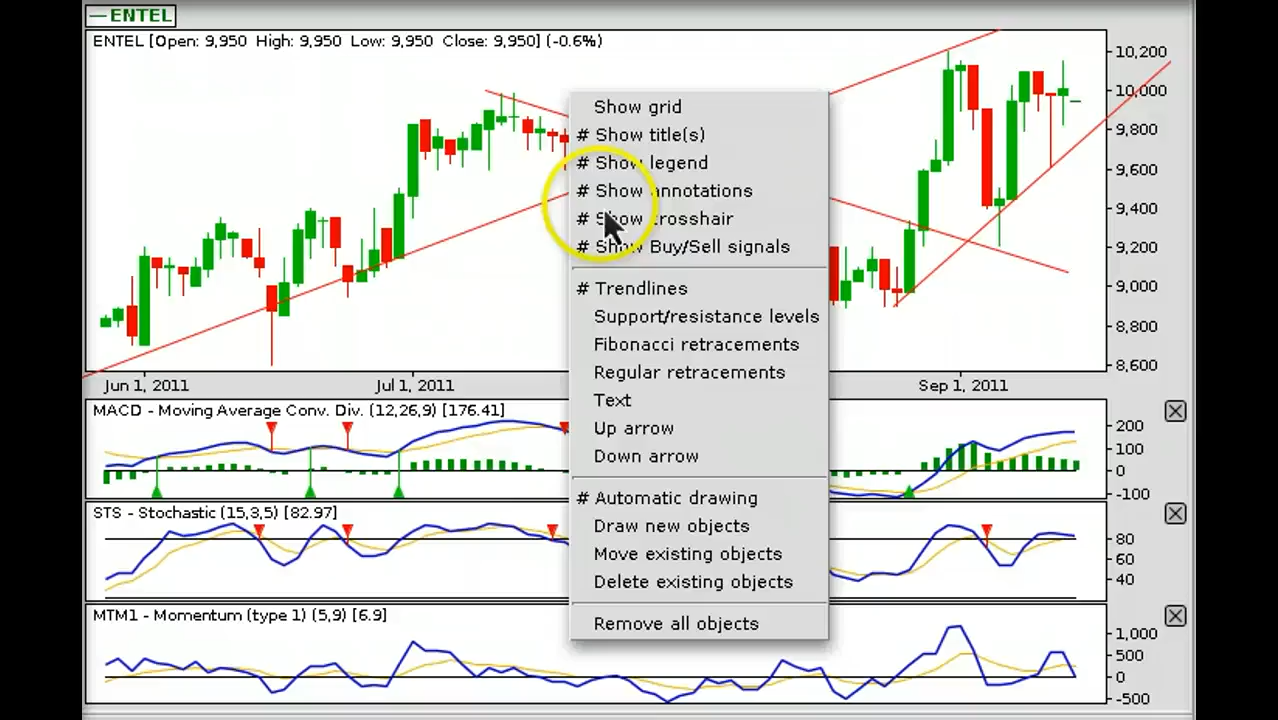 —ENTEL
ENTEL [Open: 9,950 High: 9,950 Low: 9,950 Close: 9,950] (-0.6%)
10,200
10,000
9,800
9,600
9,400
9,200
9,000
8,800
8,600
Show grid
# Show title(s)
# Show legend
# Show annotations
# Show crosshair
# Show Buy/Sell signals
# Trendlines
Support/resistance levels
Fibonacci retracements
Regular retracements
Text
Up arrow
Down arrow
# Automatic drawing
Draw new objects
Move existing objects
Delete existing objects
Remove all objects
Jun 1, 2011 Jul 1, 2011 Sep 1, 2011
MACD - Moving Average Conv. Div. (12,26,9) [176.41]
200
100
0
-100
STS - Stochastic (15,3,5) [82.97]
80
60
40
MTM1 - Momentum (type 1) (5,9) [6.9]
1,000
500
0
-500